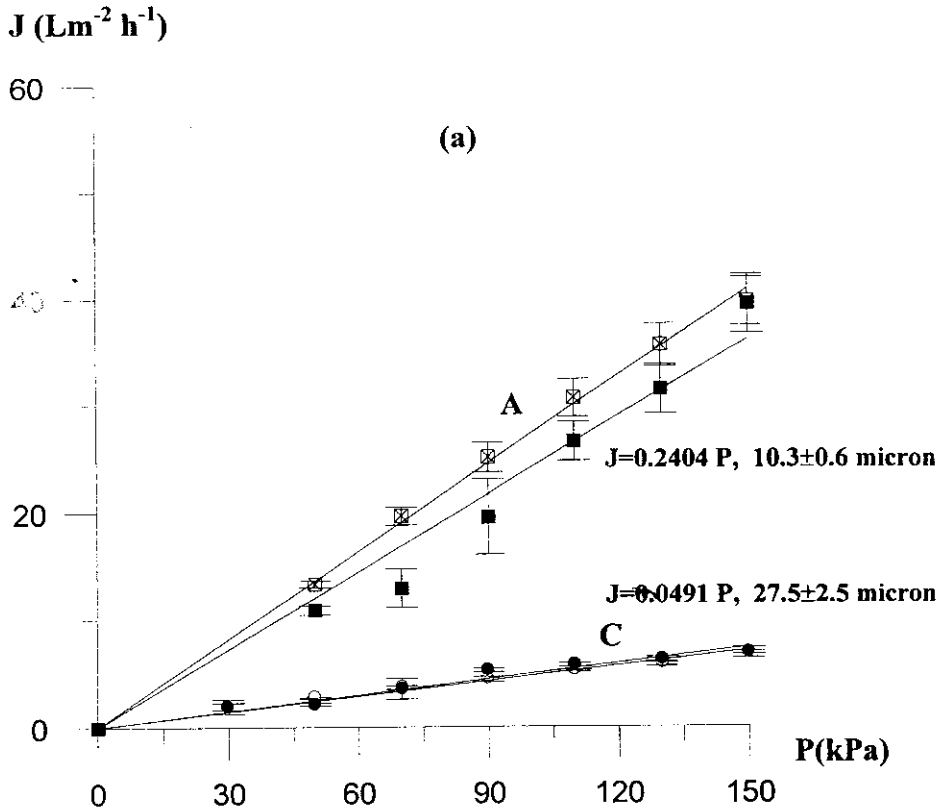 J (Lm⁻² h⁻¹)
60
(a)
40
A
J=0.2404 P, 10.3±0.6 micron
20
J=0.0491 P, 27.5±2.5 micron
C
0
P(kPa)
0 30 60 90 120 150